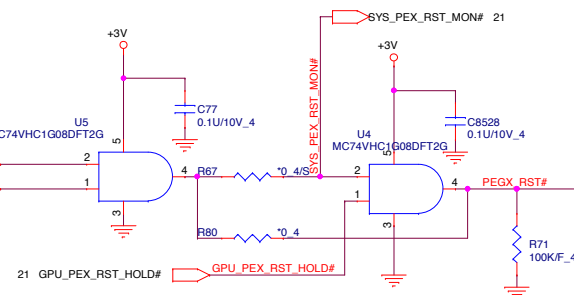 SYS_PEX_RST_MON# 21
+3V
+3V
SYS_PEX_RST_MON#
C77
0.1U/10V_4
C8528
0.1U/10V_4
U5
C74VHC1G08DFT2G
U4
MC74VHC1G08DFT2G
5
5
2
1
4
3
R67
*0_4/S
2
1
4
3
PEGX_RST#
R80
*0_4
R71
100K/F_4
21 GPU_PEX_RST_HOLD#
GPU_PEX_RST_HOLD#